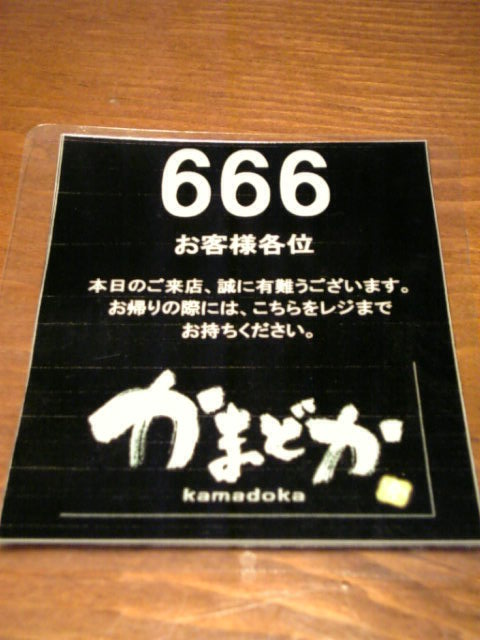 666
お客様各位
本日のご来店、誠に有難うございます。
お帰りの際には、こちらをレジまで
お持ちください。
かまどか
kamadoka